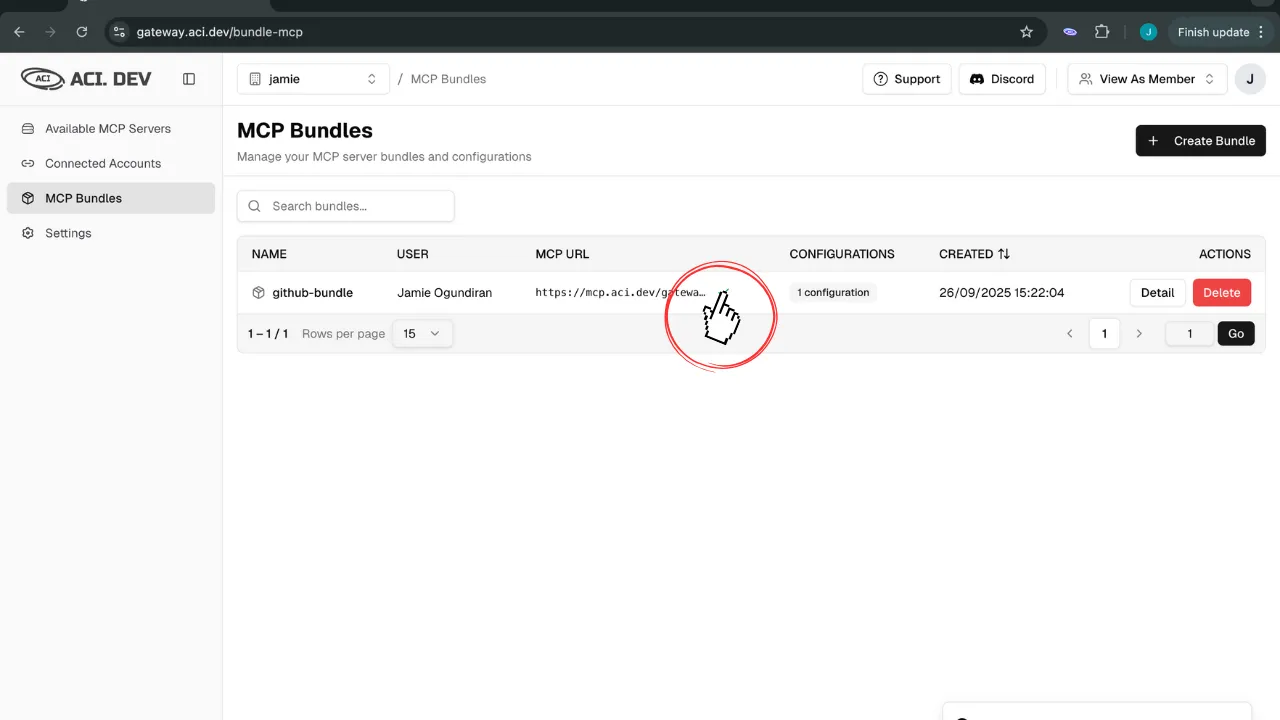 gateway.aci.dev/bundle-mcp
J
Finish update
ACI
ACI. DEV
jamie
/ MCP Bundles
Support
Discord
View As Member
J
Available MCP Servers
Connected Accounts
MCP Bundles
Settings
MCP Bundles
Manage your MCP server bundles and configurations
Create Bundle
Search bundles...
NAME USER MCP URL CONFIGURATIONS CREATED ACTIONS
github-bundle Jamie Ogundiran https://mcp.aci.dev/gatewa... 1 configuration 26/09/2025 15:22:04 Detail Delete
1 – 1 / 1 Rows per page 15 1 1 Go